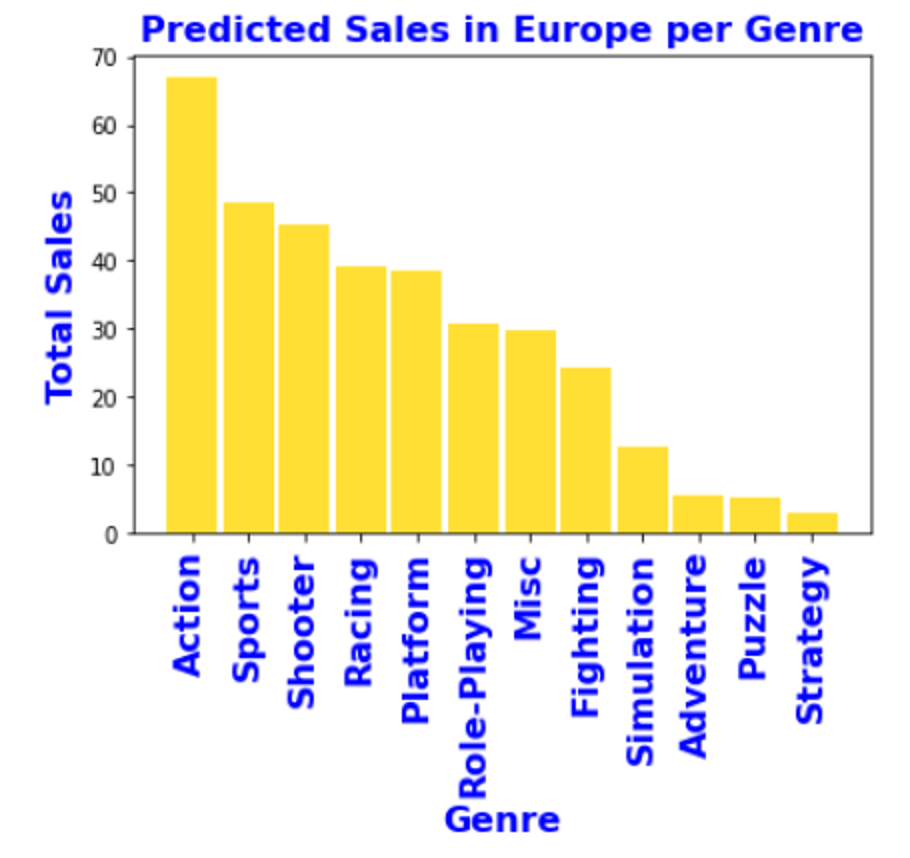 Predicted Sales in Europe per Genre
Total Sales
70
60
50
40
30
20
10
0
Action
Sports
Shooter
Racing
Platform
Role-Playing
Misc
Fighting
Simulation
Adventure
Puzzle
Strategy
Genre